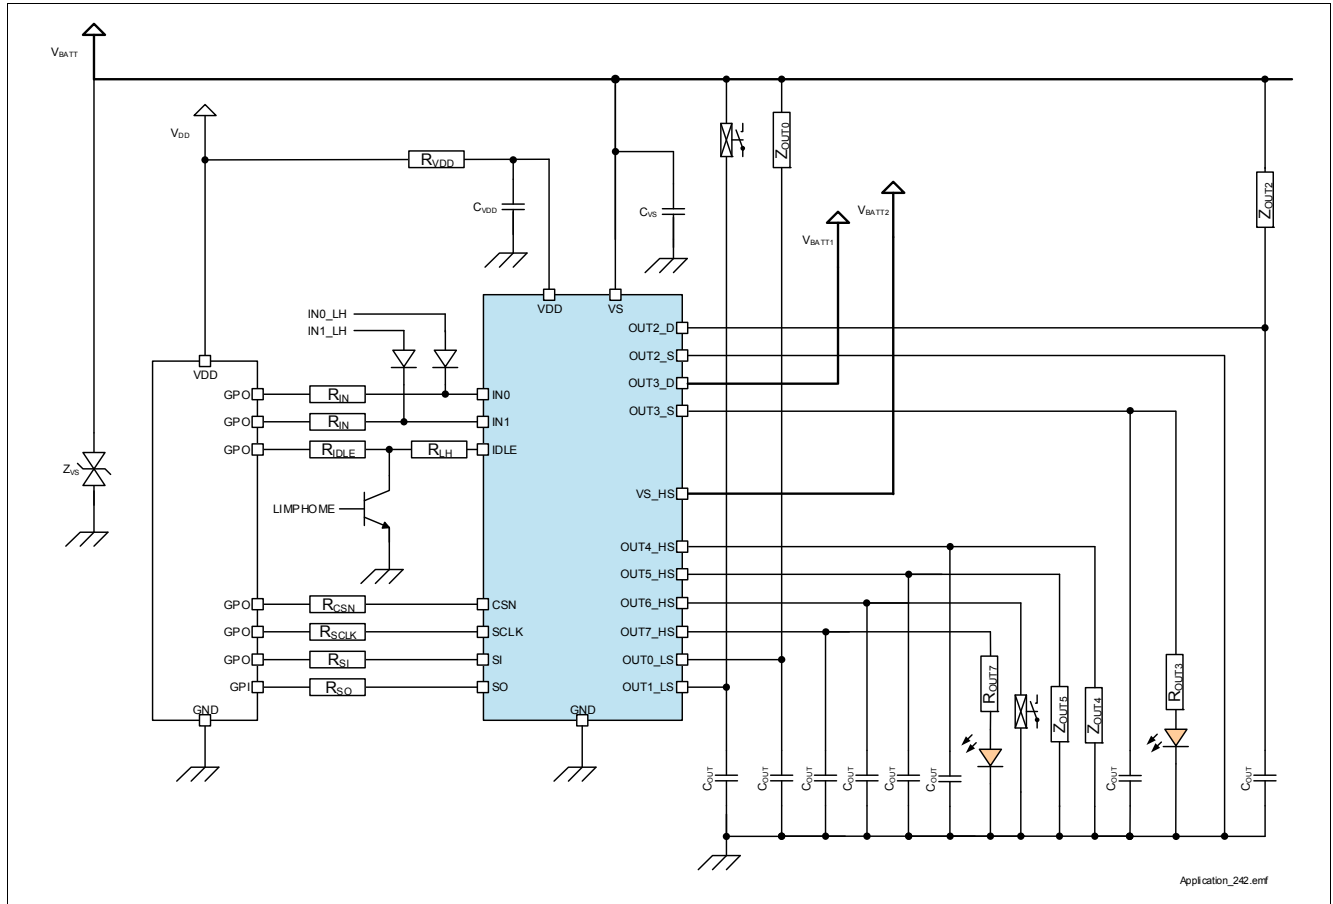 VBATT
VDD
RVDD
CVDD
CVS
ZOUT0
ZOUT2
VBATT2
VBATT1
IN0_LH
IN1_LH
VDD
VS
OUT2_D
OUT2_S
OUT3_D
OUT3_S
VDD
GPO
RIN
IN0
GPO
RIN
IN1
GPO
RIDLE
RLH
IDLE
ZVS
LIMPHOME
VS_HS
OUT4_HS
OUT5_HS
OUT6_HS
OUT7_HS
OUT0_LS
OUT1_LS
GPO
RCSN
CSN
GPO
RSCLK
SCLK
GPO
RSI
SI
GPI
RSO
SO
GND
GND
ROUT7
ZOUT5
ZOUT4
ROUT3
COUT
COUT
COUT
COUT
COUT
COUT
COUT
COUT
Application_242.emf